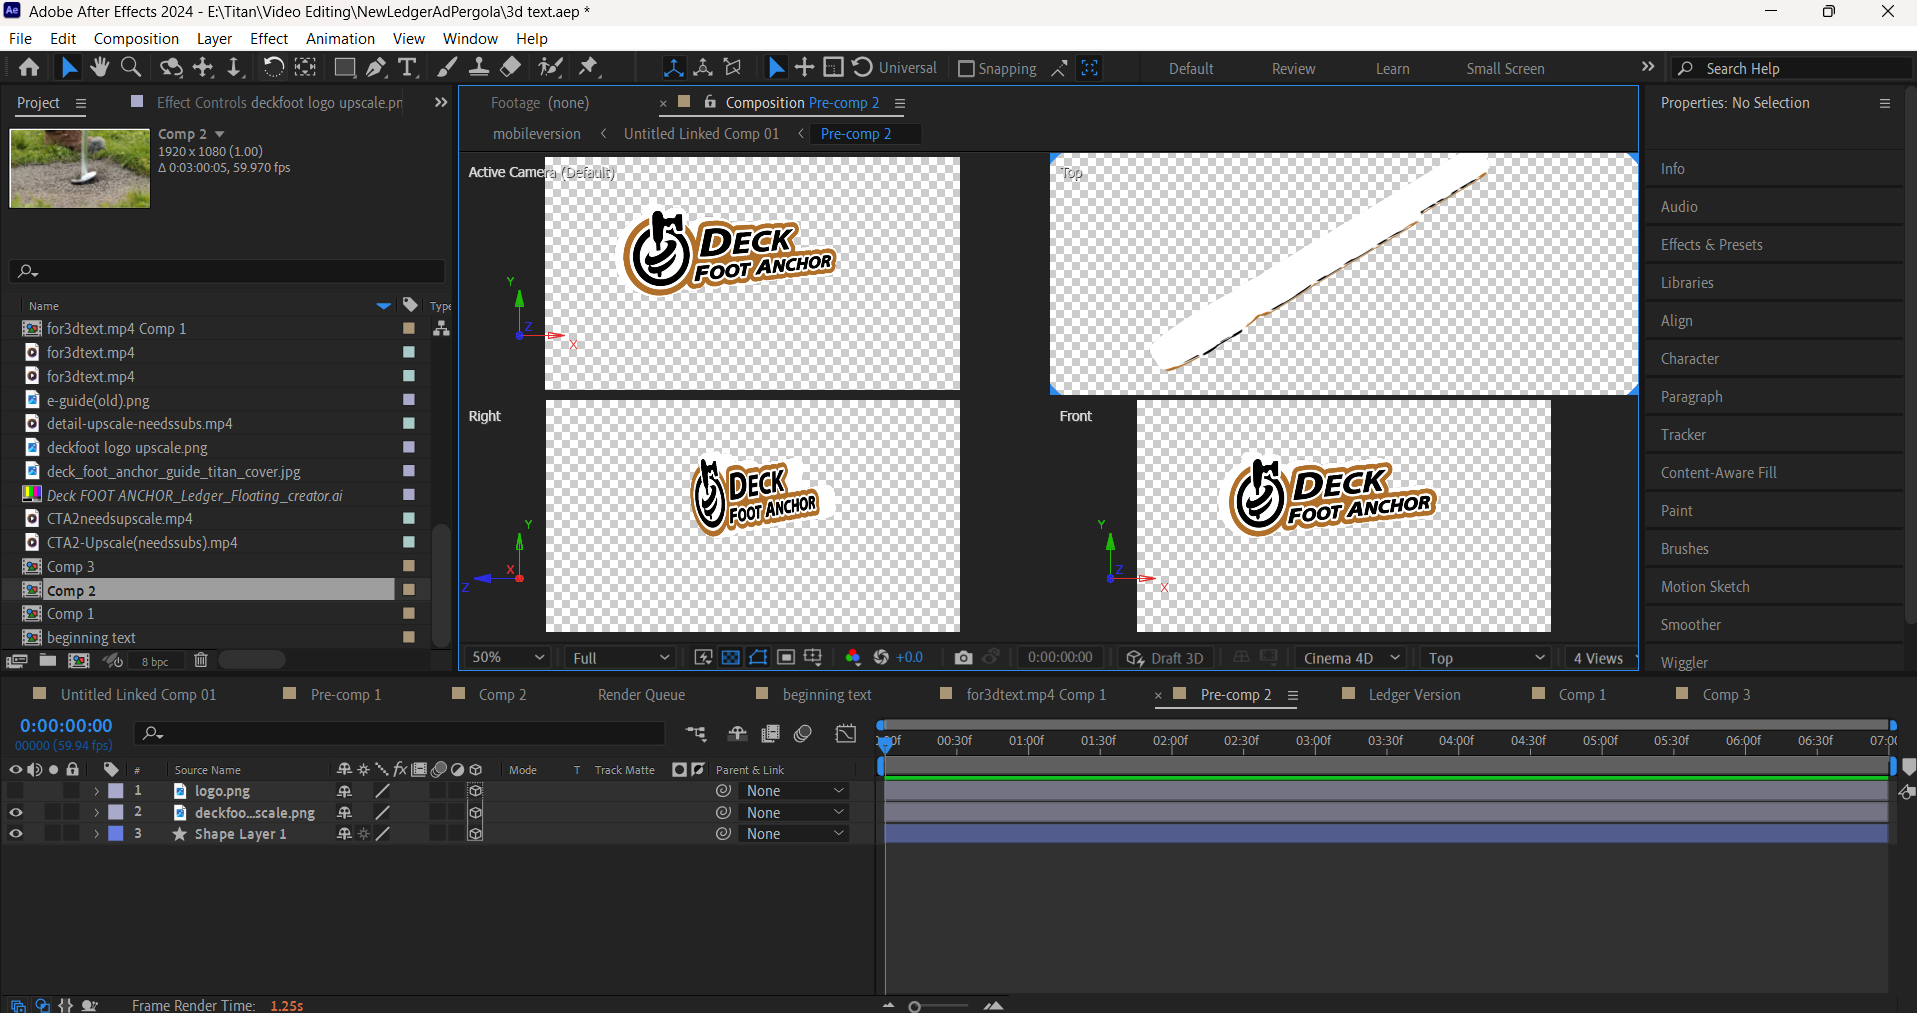 Adobe After Effects 2024 - E:\Titan\Video Editing\NewLedgerAdPergola\3d text.aep *
File Edit Composition Layer Effect Animation View Window Help
Universal Snapping Default Review Learn Small Screen Search Help
Project Effect Controls deckfoot logo upscale.pn
Comp 2
1920 x 1080 (1.00)
Δ 0:03:00:05, 59.970 fps
Name Type
for3dtext.mp4 Comp 1
for3dtext.mp4
for3dtext.mp4
e-guide(old).png
detail-upscale-needssubs.mp4
deckfoot logo upscale.png
deck_foot_anchor_guide_titan_cover.jpg
Deck FOOT ANCHOR_Ledger_Floating_creator.ai
CTA2needsupscale.mp4
CTA2-Upscale(needssubs).mp4
Comp 3
Comp 2
Comp 1
beginning text
8 bpc
Footage (none) × Composition Pre-comp 2
mobileversion < Untitled Linked Comp 01 < Pre-comp 2
Active Camera (Default)
DECK
FOOT ANCHOR
Y
Z
X
Top
Right
DECK
FOOT ANCHOR
Y
X
Z
Front
DECK
FOOT ANCHOR
Y
Z
X
50% Full +0.0 0:00:00:00 Draft 3D Cinema 4D Top 4 Views
Properties: No Selection
Info
Audio
Effects & Presets
Libraries
Align
Character
Paragraph
Tracker
Content-Aware Fill
Paint
Brushes
Motion Sketch
Smoother
Wiggler
Untitled Linked Comp 01 Pre-comp 1 Comp 2 Render Queue beginning text for3dtext.mp4 Comp 1 × Pre-comp 2 Ledger Version Comp 1 Comp 3
0:00:00:00
00000 (59.94 fps)
00f 00:30f 01:00f 01:30f 02:00f 02:30f 03:00f 03:30f 04:00f 04:30f 05:00f 05:30f 06:00f 06:30f 07:00
# Source Name fx Mode T Track Matte Parent & Link
1 logo.png None
2 deckfoo...scale.png None
3 Shape Layer 1 None
Frame Render Time: 1.25s